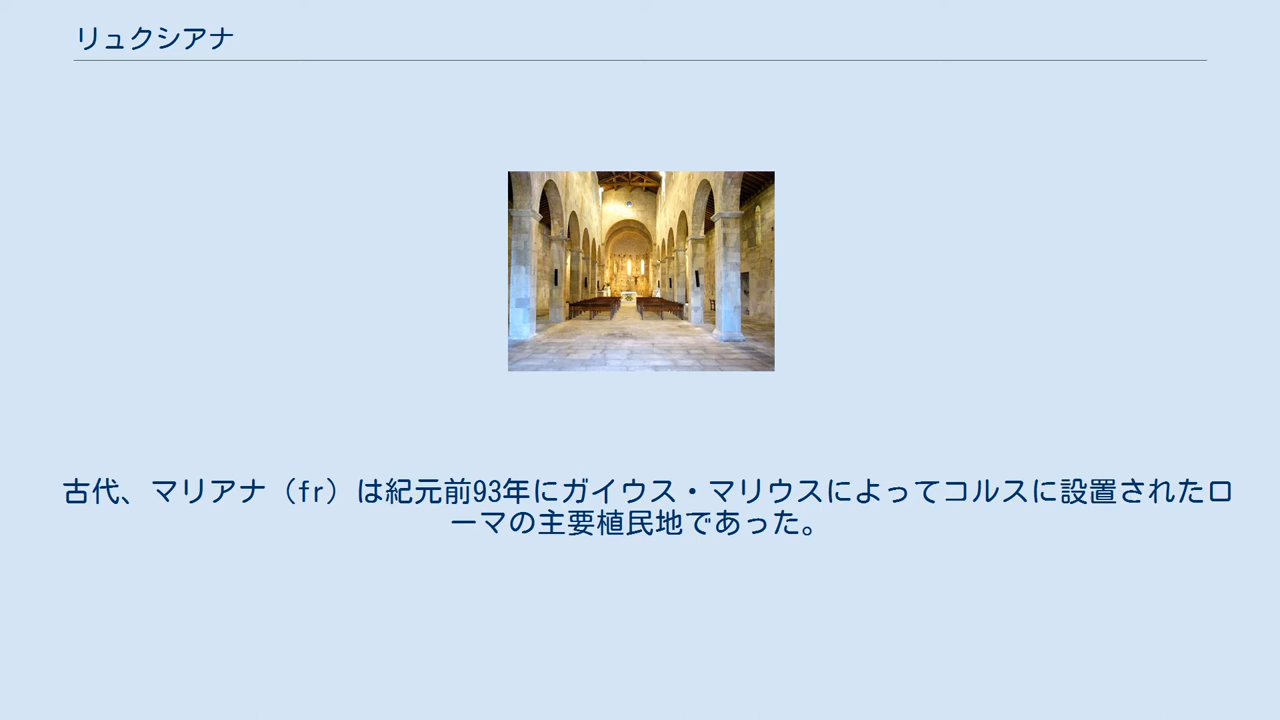 リュクシアナ
古代、マリアナ（fr）は紀元前93年にガイウス・マリウスによってコルスに設置されたロ
ーマの主要植民地であった。